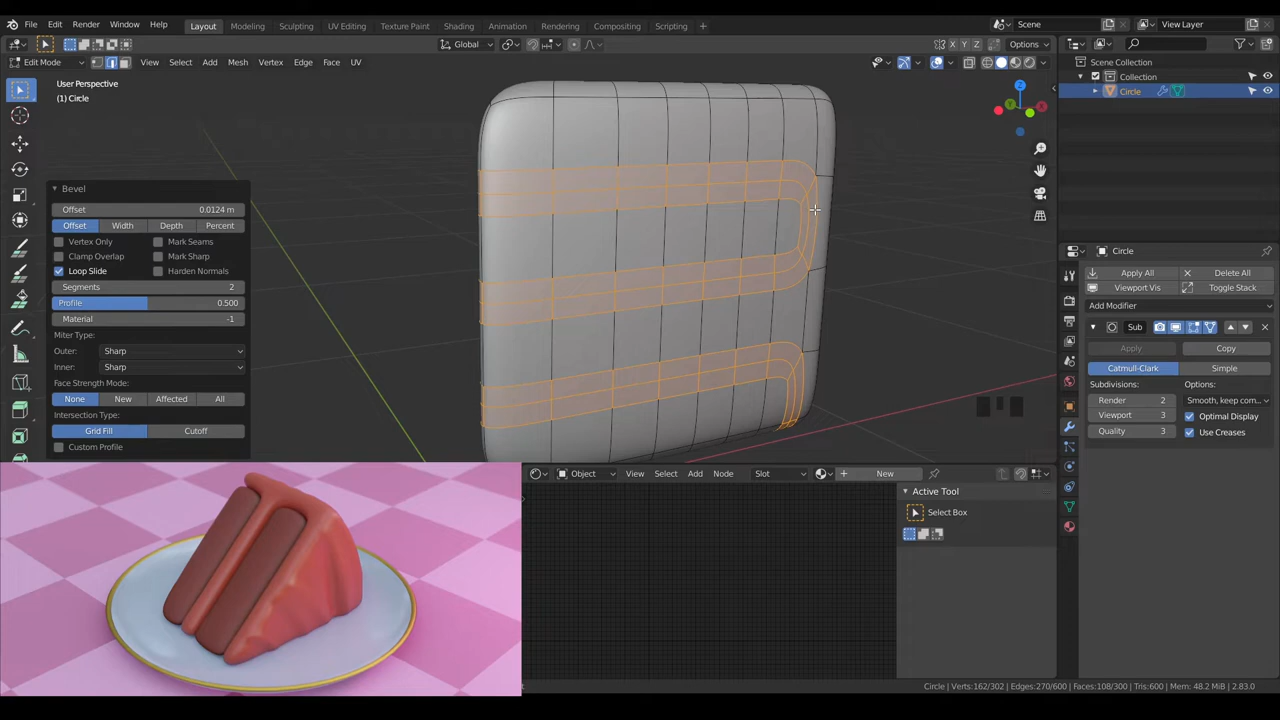 File Edit Render Window Help Layout Modeling Sculpting UV Editing Texture Paint Shading Animation Rendering Compositing Scripting + Scene View Layer
Global Options
Edit Mode View Select Add Mesh Vertex Edge Face UV X Y Z
User Perspective
(1) Circle
Scene Collection
Collection
Circle
Bevel
Offset 0.0124 m
Offset Width Depth Percent
Vertex Only Mark Seams
Clamp Overlap Mark Sharp
Loop Slide Harden Normals
Segments 2
Profile 0.500
Material -1
Miter Type:
Outer: Sharp
Inner: Sharp
Face Strength Mode:
None New Affected All
Intersection Type:
Grid Fill Cutoff
Custom Profile
Circle
Apply All Delete All
Viewport Vis Toggle Stack
Add Modifier
Sub
Apply Copy
Catmull-Clark Simple
Subdivisions: Options:
Render 2 Smooth, keep com...
Viewport 3 Optimal Display
Quality 3 Use Creases
Object View Select Add Node Slot New
Active Tool
Select Box
Circle | Verts:162/302 | Edges:270/600 | Faces:108/300 | Tris:600 | Mem: 48.2 MiB | 2.83.0